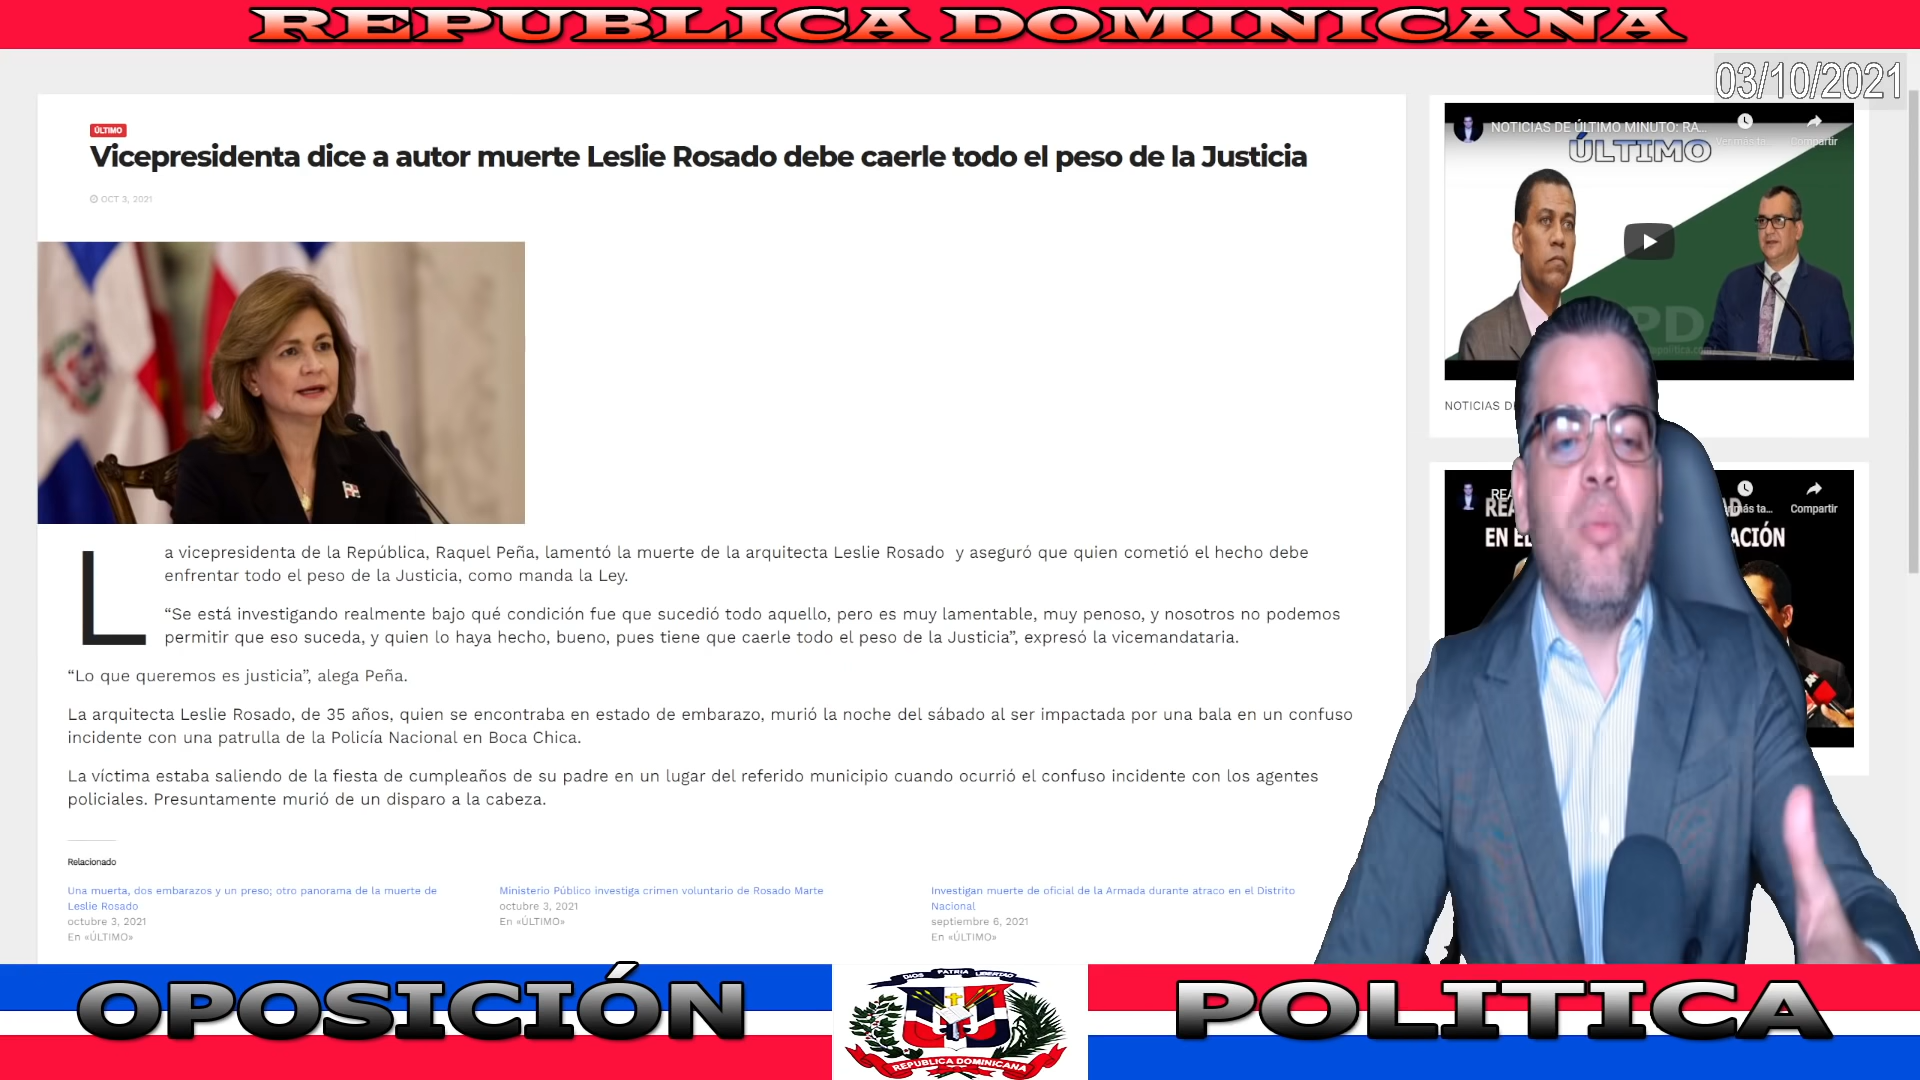 REPUBLICA DOMINICANA
03/10/2021
ÚLTIMO
Vicepresidenta dice a autor muerte Leslie Rosado debe caerle todo el peso de la Justicia
OCT 3, 2021
La vicepresidenta de la República, Raquel Peña, lamentó la muerte de la arquitecta Leslie Rosado y aseguró que quien cometió el hecho debe
enfrentar todo el peso de la Justicia, como manda la Ley.
“Se está investigando realmente bajo qué condición fue que sucedió todo aquello, pero es muy lamentable, muy penoso, y nosotros no podemos
permitir que eso suceda, y quien lo haya hecho, bueno, pues tiene que caerle todo el peso de la Justicia”, expresó la vicemandataria.
“Lo que queremos es justicia”, alega Peña.
La arquitecta Leslie Rosado, de 35 años, quien se encontraba en estado de embarazo, murió la noche del sábado al ser impactada por una bala en un confuso
incidente con una patrulla de la Policía Nacional en Boca Chica.
La víctima estaba saliendo de la fiesta de cumpleaños de su padre en un lugar del referido municipio cuando ocurrió el confuso incidente con los agentes
policiales. Presuntamente murió de un disparo a la cabeza.
Relacionado
Una muerta, dos embarazos y un preso; otro panorama de la muerte de
Leslie Rosado
octubre 3, 2021
En «ÚLTIMO»
Ministerio Público investiga crimen voluntario de Rosado Marte
octubre 3, 2021
En «ÚLTIMO»
Investigan muerte de oficial de la Armada durante atraco en el Distrito
Nacional
septiembre 6, 2021
En «ÚLTIMO»
NOTICIAS DE ÚLTIMO MINUTO: RA...
Ver más ta...
Compartir
ÚLTIMO
PD
NOTICIAS D
REA
más ta...
Compartir
REA
AD
EN E
ACIÓN
OPOSICIÓN
DIOS PATRIA LIBERTAD
REPUBLICA DOMINICANA
POLITICA